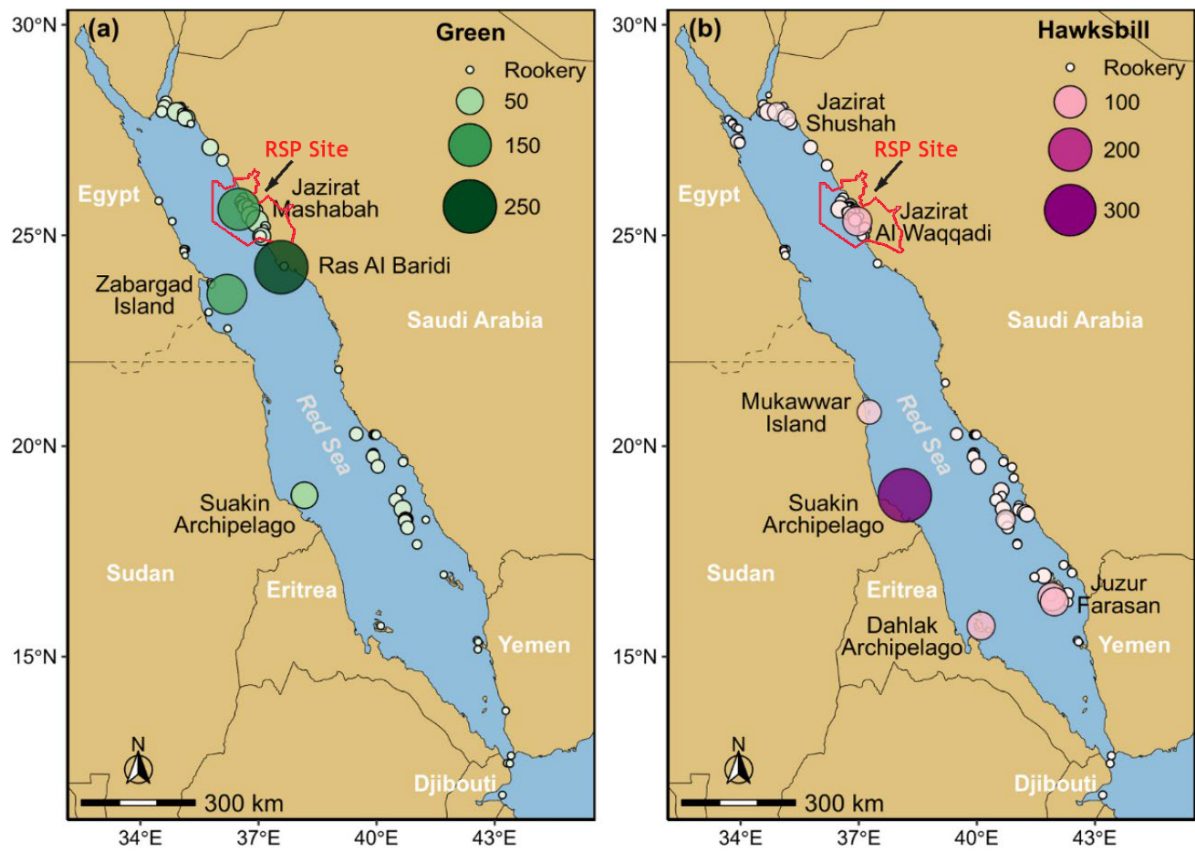 (a)
Green
Rookery
50
150
250
RSP Site
Jazirat
Mashabah
Egypt
Ras Al Baridi
Zabargad
Island
Saudi Arabia
Red Sea
Suakin
Archipelago
Sudan
Eritrea
Yemen
Djibouti
N
300 km
30°N
25°N
20°N
15°N
34°E
37°E
40°E
43°E
(b)
Hawksbill
Rookery
100
200
300
Jazirat
Shushah
RSP Site
Egypt
Jazirat
Al Waqqadi
Saudi Arabia
Mukawwar
Island
Red Sea
Suakin
Archipelago
Sudan
Eritrea
Juzur
Farasan
Dahlak
Archipelago
Yemen
Djibouti
N
300 km
30°N
25°N
20°N
15°N
34°E
37°E
40°E
43°E